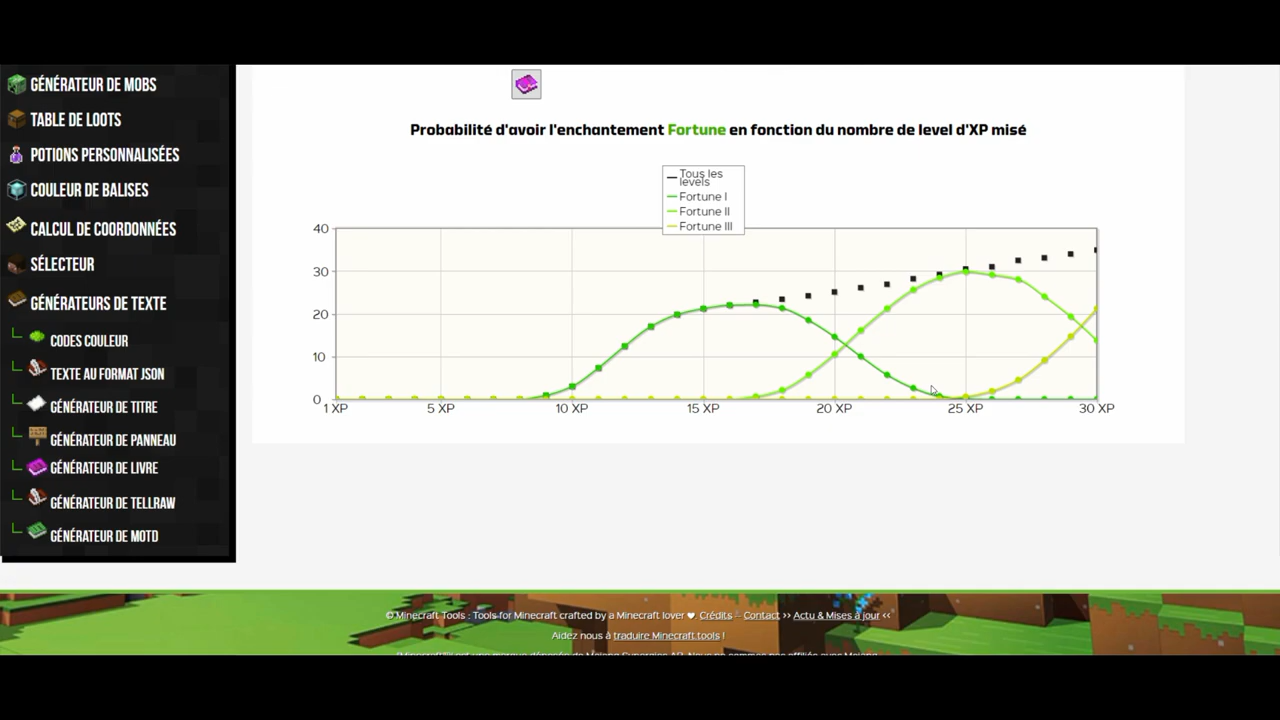 GÉNÉRATEUR DE MOBS
TABLE DE LOOTS
POTIONS PERSONNALISÉES
COULEUR DE BALISES
CALCUL DE COORDONNÉES
SÉLECTEUR
GÉNÉRATEURS DE TEXTE
CODES COULEUR
TEXTE AU FORMAT JSON
GÉNÉRATEUR DE TITRE
GÉNÉRATEUR DE PANNEAU
GÉNÉRATEUR DE LIVRE
GÉNÉRATEUR DE TELLRAW
GÉNÉRATEUR DE MOTD
Probabilité d'avoir l'enchantement Fortune en fonction du nombre de level d'XP misé
Tous les
levels
Fortune I
Fortune II
Fortune III
40
30
20
10
0
1 XP 5 XP 10 XP 15 XP 20 XP 25 XP 30 XP
© Minecraft Tools : Tools for Minecraft crafted by a Minecraft lover ❤ Crédits - Contact >> Actu & Mises à jour <<
Aidez nous à traduire Minecraft.tools !